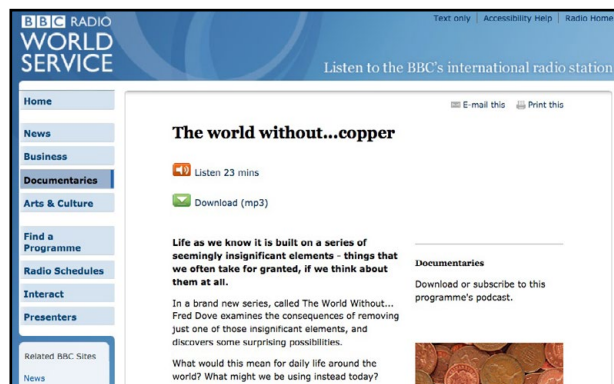 BBC RADIO
WORLD
SERVICE
Text only | Accessibility Help | Radio Home
Listen to the BBC's international radio station
Home
News
Business
Documentaries
Arts & Culture
Find a
Programme
Radio Schedules
Interact
Presenters
Related BBC Sites
News
E-mail this
Print this
The world without...copper
Listen 23 mins
Download (mp3)
Life as we know it is built on a series of
seemingly insignificant elements - things that
we often take for granted, if we think about
them at all.
In a brand new series, called The World Without...
Fred Dove examines the consequences of removing
just one of those insignificant elements, and
discovers some surprising possibilities.
What would this mean for daily life around the
world? What might we be using instead today?
Documentaries
Download or subscribe to this
programme's podcast.